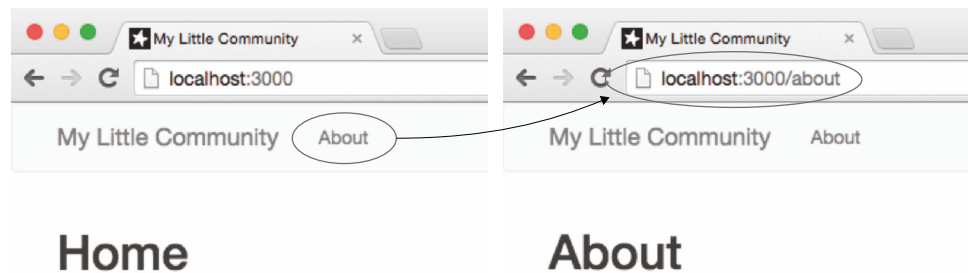 My Little Community
localhost:3000
My Little Community About
Home
My Little Community
localhost:3000/about
My Little Community About
About